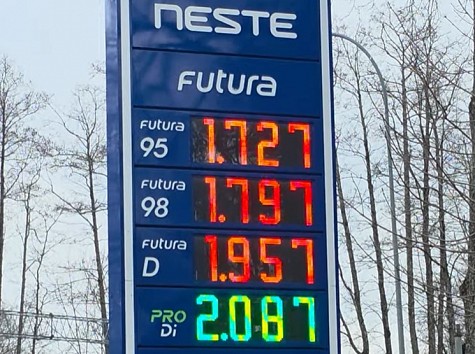 NESTE
Futura
Futura 95 1.727
Futura 98 1.797
Futura D 1.957
PRO Di 2.087